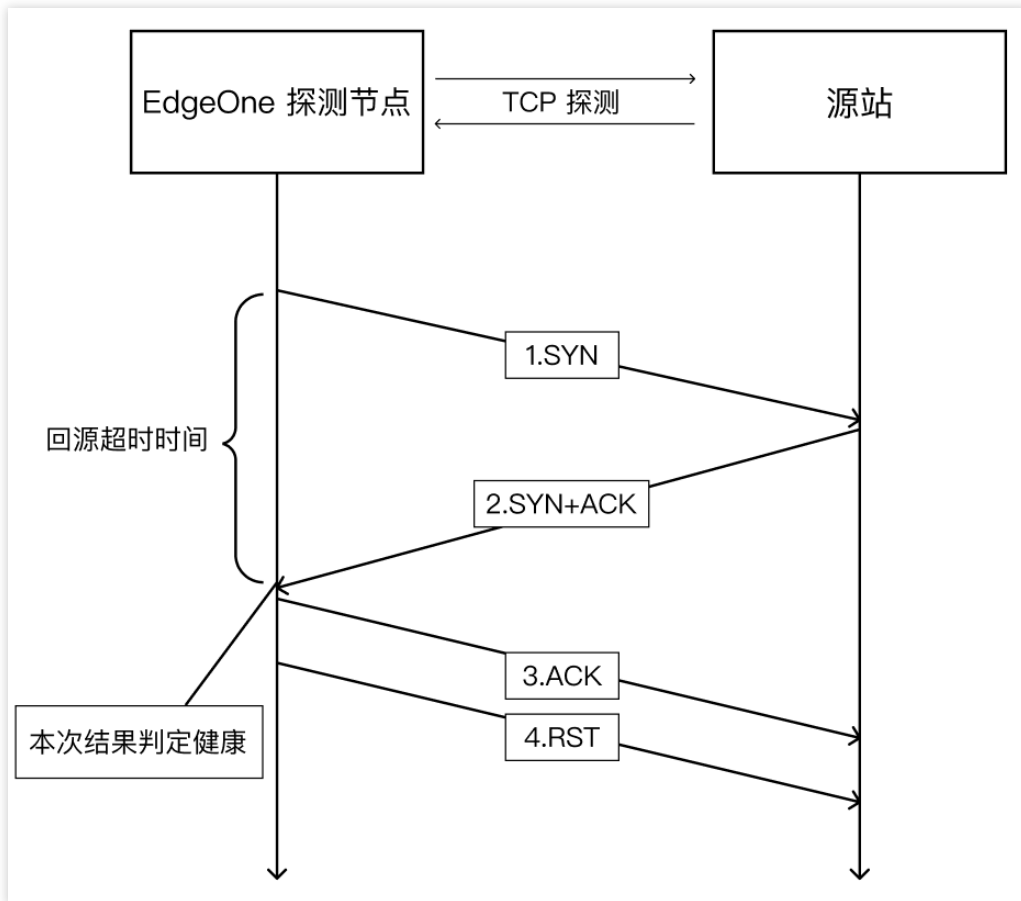 EdgeOne 探测节点
TCP 探测
源站
1.SYN
回源超时时间
2.SYN+ACK
3.ACK
本次结果判定健康
4.RST